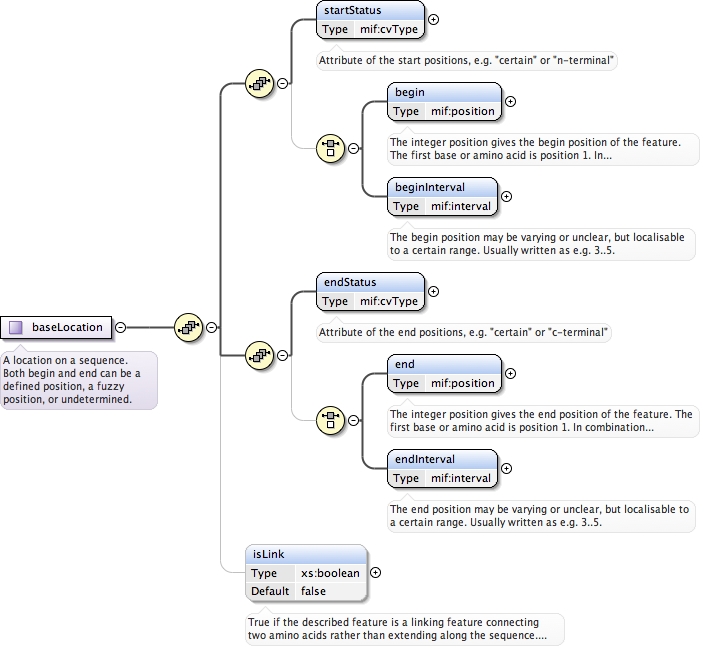 startStatus
Type mif:cvType
Attribute of the start positions, e.g. "certain" or "n-terminal"
begin
Type mif:position
The integer position gives the begin position of the feature.
The first base or amino acid is position 1. In...
beginInterval
Type mif:interval
The begin position may be varying or unclear, but localisable
to a certain range. Usually written as e.g. 3..5.
endStatus
Type mif:cvType
Attribute of the end positions, e.g. "certain" or "c-terminal"
baseLocation
A location on a sequence.
Both begin and end can be a
defined position, a fuzzy
position, or undetermined.
end
Type mif:position
The integer position gives the end position of the feature. The
first base or amino acid is position 1. In combination...
endInterval
Type mif:interval
The end position may be varying or unclear, but localisable to
a certain range. Usually written as e.g. 3..5.
isLink
Type xs:boolean
Default false
True if the described feature is a linking feature connecting
two amino acids rather than extending along the sequence....